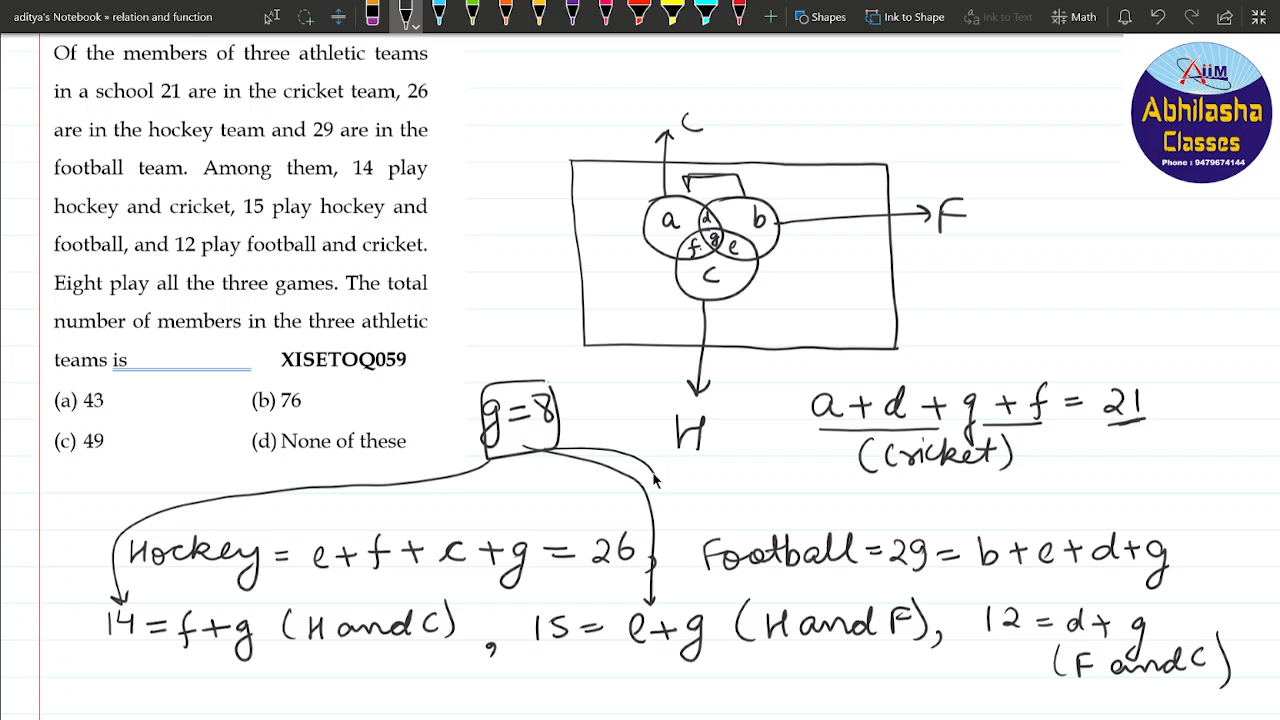 aditya's Notebook » relation and function
Shapes
Ink to Shape
Ink to Text
Math
Of the members of three athletic teams
in a school 21 are in the cricket team, 26
are in the hockey team and 29 are in the
football team. Among them, 14 play
hockey and cricket, 15 play hockey and
football, and 12 play football and cricket.
Eight play all the three games. The total
number of members in the three athletic
teams is ____________ XISETOQ059
(a) 43 (b) 76
(c) 49 (d) None of these
AIIM
Abhilasha
Classes
Phone : 9479674144
C
a d b
F
f g e
c
H
g=8
a+d+g+f=21
(cricket)
Hockey = e+f+c+g=26, Football=29=b+e+d+g
14=f+g (H and C), 15=e+g (H and F), 12=d+g
(F and C)